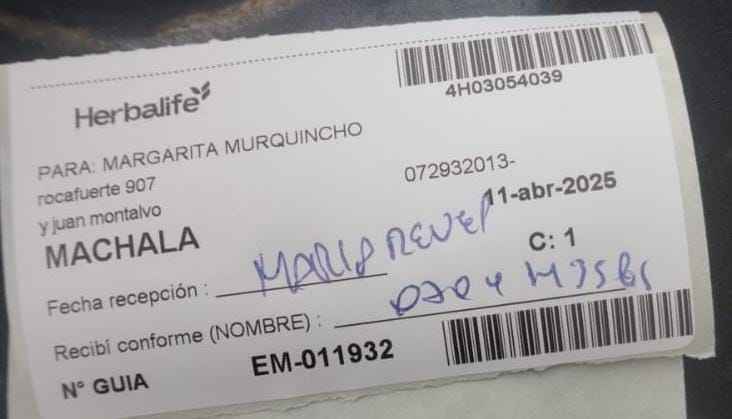 Herbalife
4H03054039
PARA: MARGARITA MURQUINCHO
rocafuerte 907
072932013-
y juan montalvo
11-abr-2025
MACHALA
C: 1
Fecha recepción : MARIA
Recibí conforme (NOMBRE) :
N° GUIA EM-011932